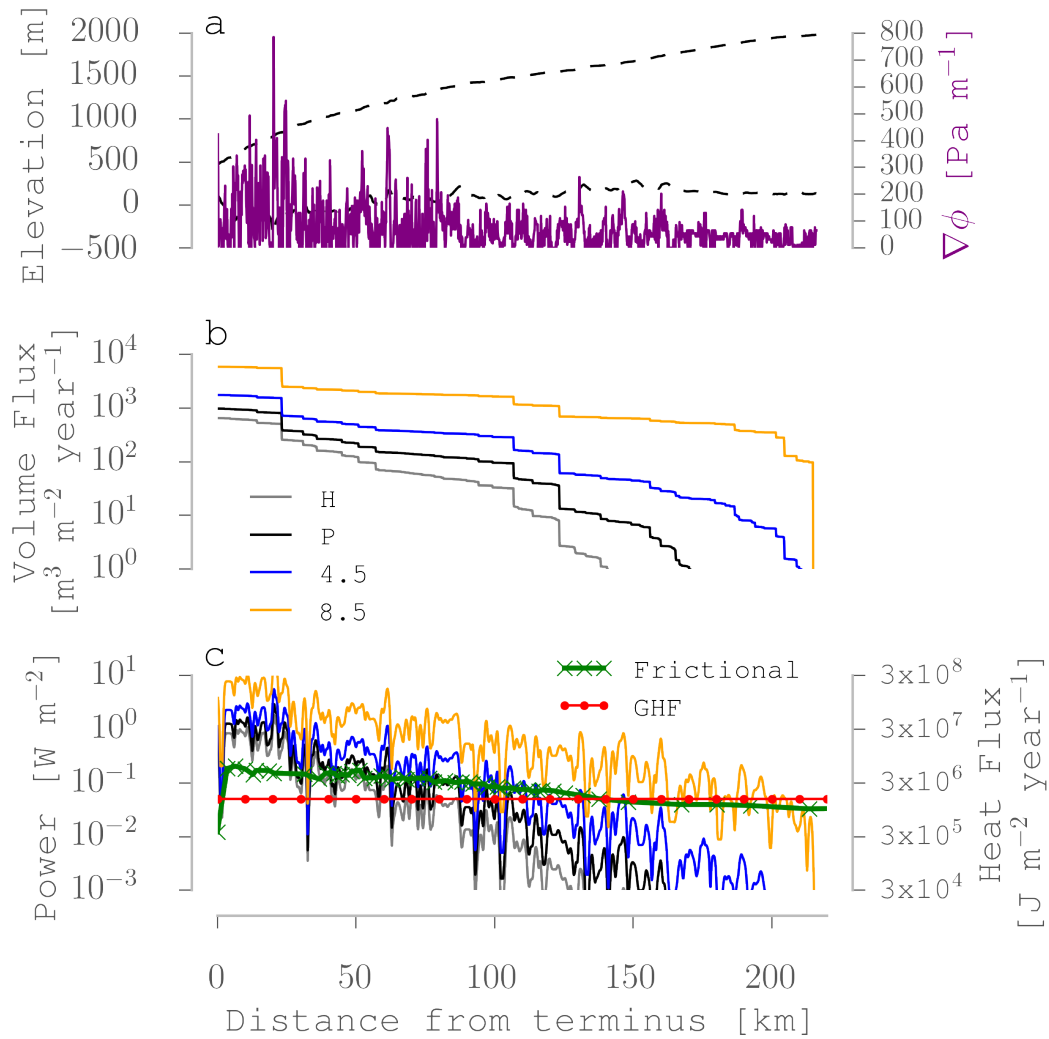 a
Elevation [m]
2000
1500
1000
500
0
−500
800
700
600
500
400
300
200
100
0
∇ϕ [Pa m⁻¹]
b
Volume Flux
[m³ m⁻² year⁻¹]
10⁴
10³
10²
10¹
10⁰
H
P
4.5
8.5
c
Power [W m⁻²]
10¹
10⁰
10⁻¹
10⁻²
10⁻³
Frictional
GHF
3x10⁸
3x10⁷
3x10⁶
3x10⁵
3x10⁴
Heat Flux
[J m⁻² year⁻¹]
0 50 100 150 200
Distance from terminus [km]